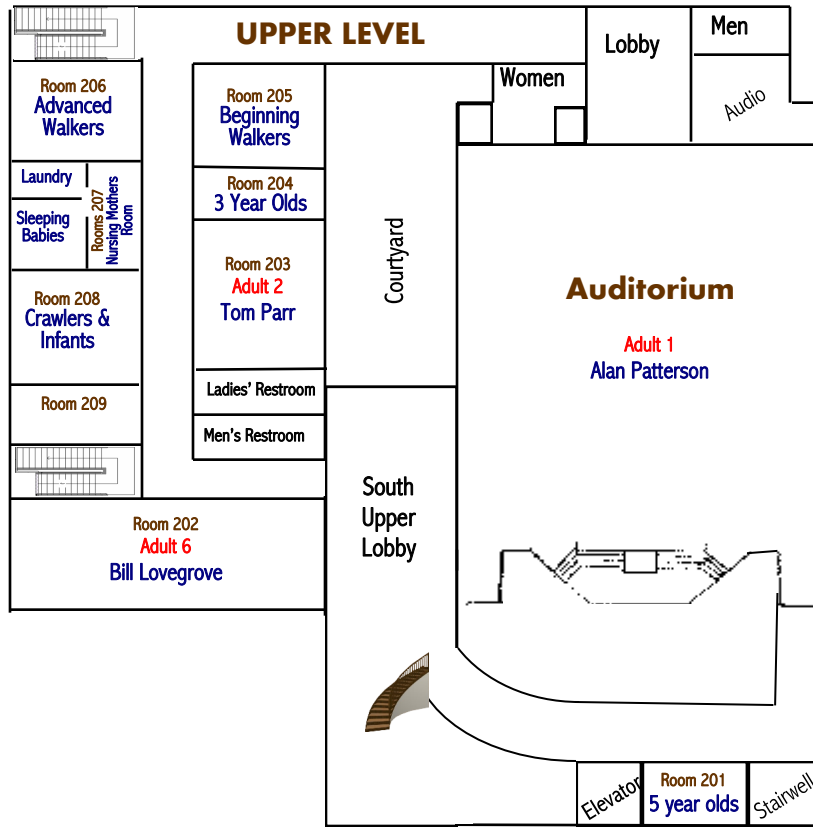 UPPER LEVEL
Lobby
Men
Women
Audio
Room 206
Advanced
Walkers
Room 205
Beginning
Walkers
Laundry
Sleeping
Babies
Rooms 207
Nursing Mothers
Room
Room 204
3 Year Olds
Courtyard
Room 203
Adult 2
Tom Parr
Auditorium
Adult 1
Alan Patterson
Room 208
Crawlers &
Infants
Ladies' Restroom
Room 209
Men's Restroom
South
Upper
Lobby
Room 202
Adult 6
Bill Lovegrove
Elevator
Room 201
5 year olds
Stairwell